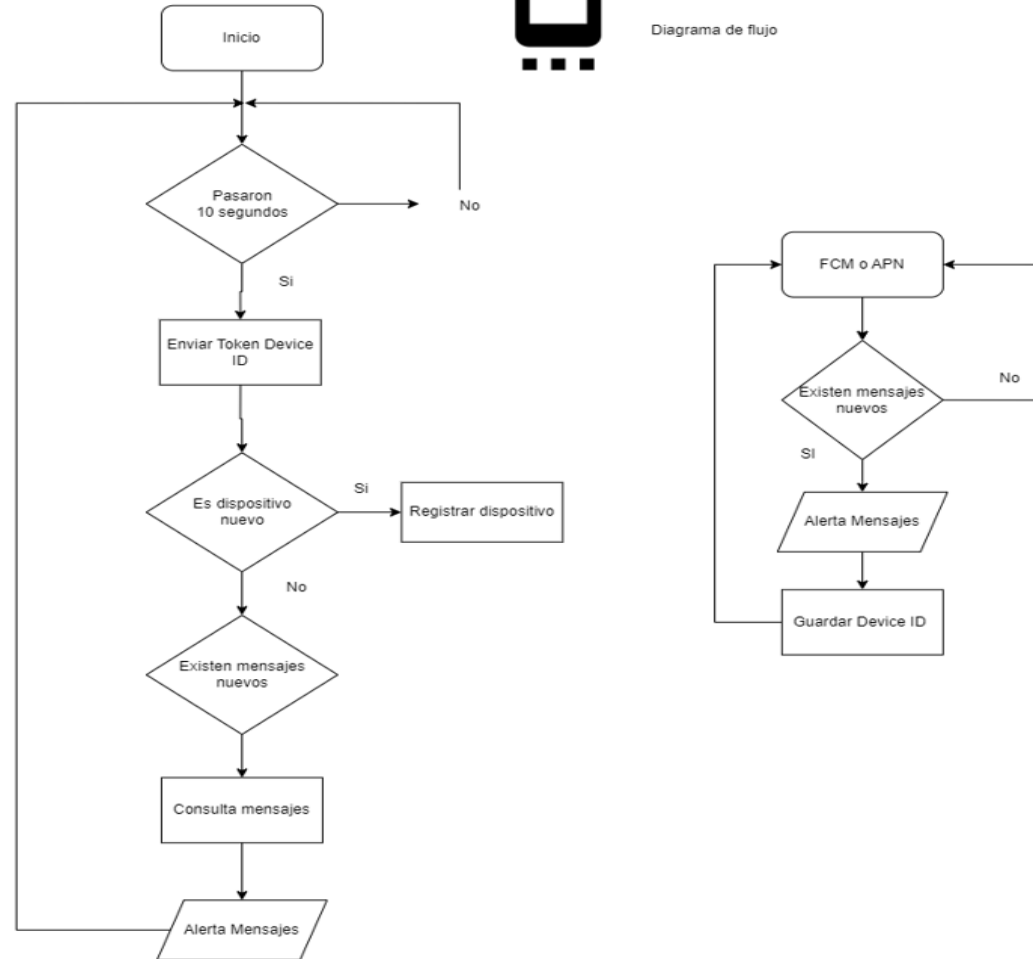 Inicio
Diagrama de flujo
Pasaron
10 segundos
No
Si
Enviar Token Device
ID
Es dispositivo
nuevo
Si
Registrar dispositivo
No
Existen mensajes
nuevos
Consulta mensajes
Alerta Mensajes
FCM o APN
Existen mensajes
nuevos
No
SI
Alerta Mensajes
Guardar Device ID